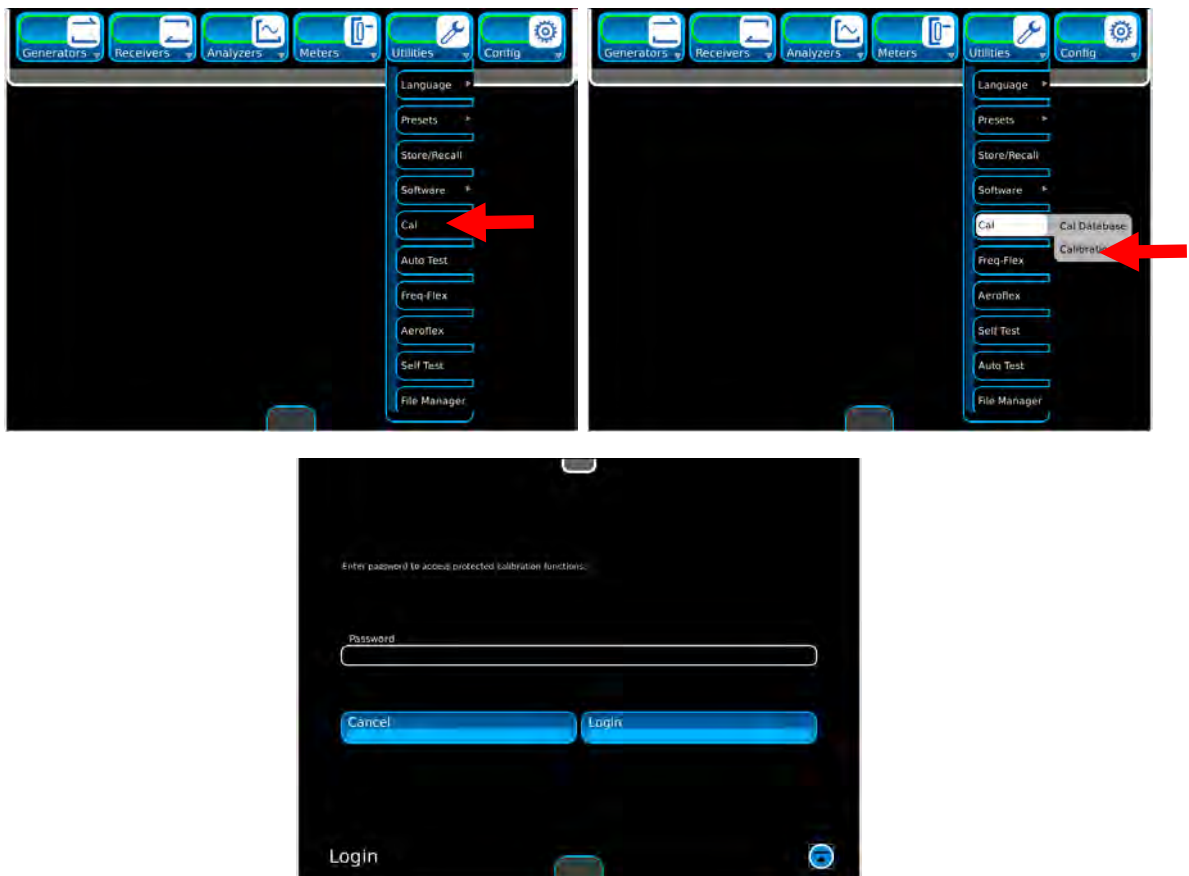 Generators Receivers Analyzers Meters Utilities Config
Language
Presets
Store/Recall
Software
Cal
Auto Test
Freq-Flex
Aeroflex
Self Test
File Manager
Generators Receivers Analyzers Meters Utilities Config
Language
Presets
Store/Recall
Software
Cal Cal Database
Freq-Flex
Aeroflex
Self Test
Auto Test
File Manager
Enter password to access protected calibration functions.
Password
Cancel Login
Login